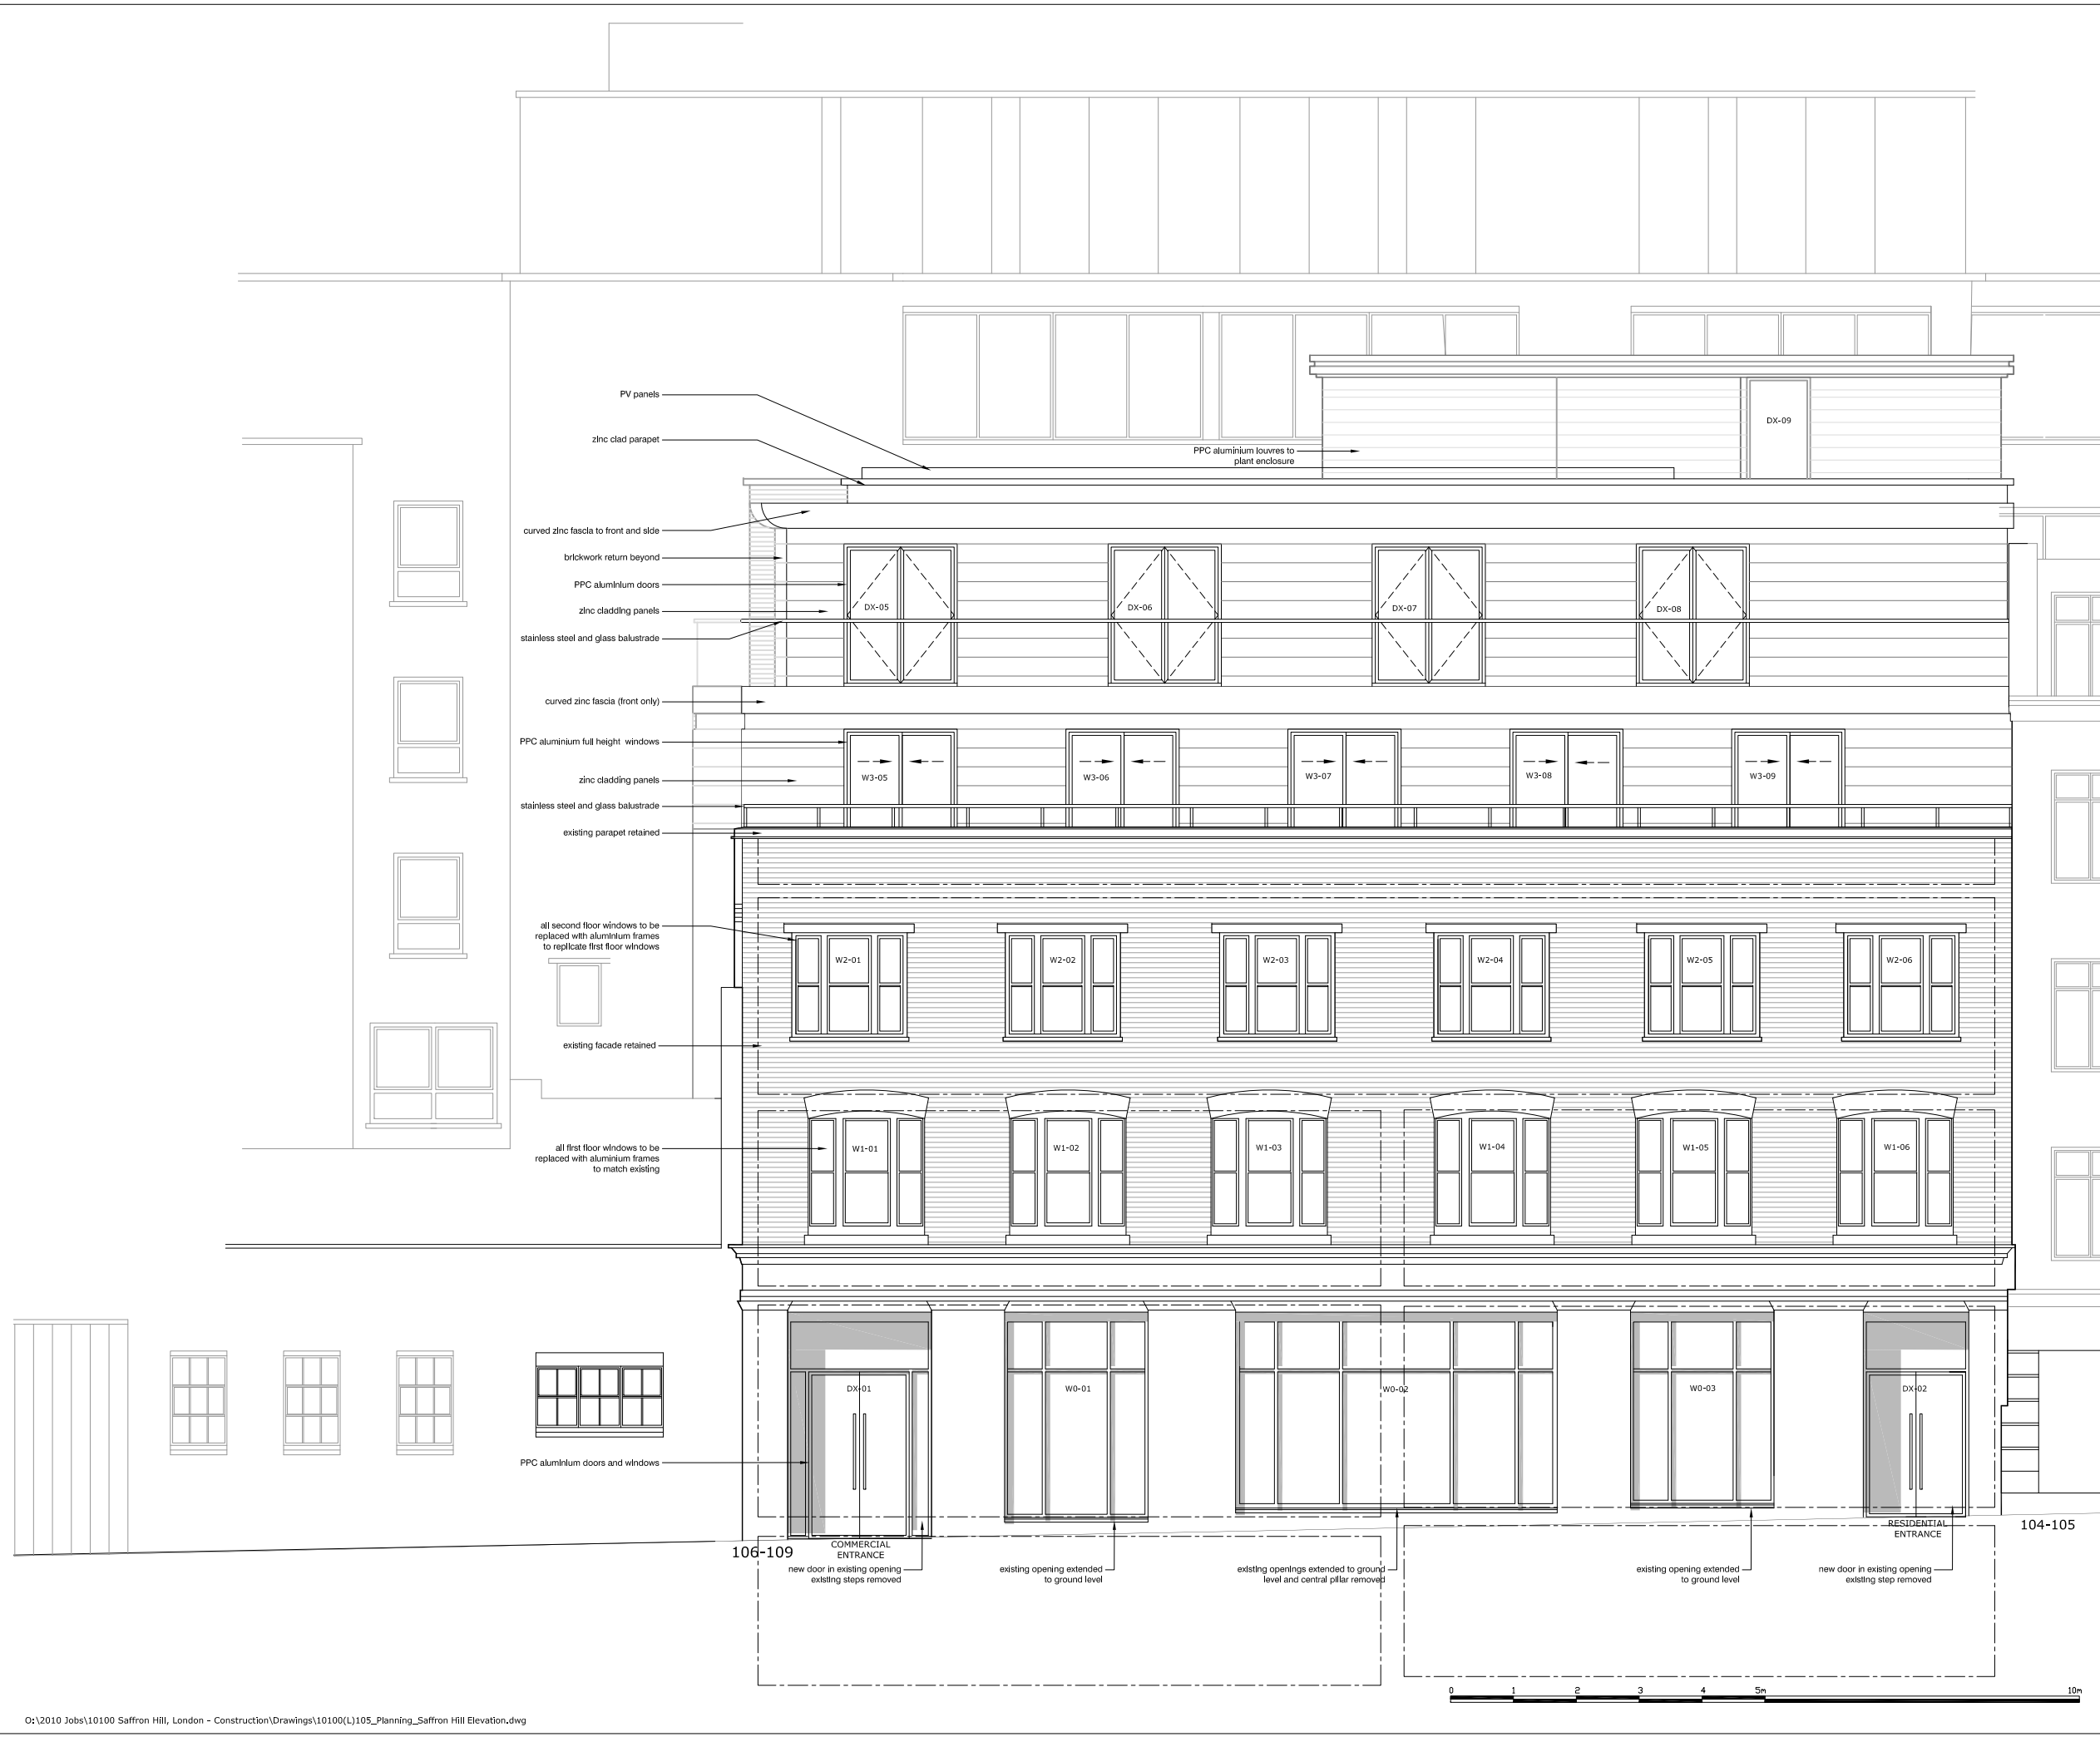 PV panels
zinc clad parapet
DX-09
PPC aluminium louvres to
plant enclosure
curved zinc fascia to front and side
brickwork return beyond
PPC aluminium doors
zinc cladding panels
stainless steel and glass balustrade
DX-05
DX-06
DX-07
DX-08
curved zinc fascia (front only)
PPC aluminium full height windows
zinc cladding panels
stainless steel and glass balustrade
existing parapet retained
W3-05
W3-06
W3-07
W3-08
W3-09
all second floor windows to be
replaced with aluminium frames
to replicate first floor windows
W2-01
W2-02
W2-03
W2-04
W2-05
W2-06
existing facade retained
all first floor windows to be
replaced with aluminium frames
to match existing
W1-01
W1-02
W1-03
W1-04
W1-05
W1-06
DX-01
W0-01
W0-02
W0-03
DX-02
PPC aluminium doors and windows
106-109
COMMERCIAL
ENTRANCE
RESIDENTIAL
ENTRANCE
104-105
new door in existing opening
existing steps removed
existing opening extended
to ground level
existing openings extended to ground
level and central pillar removed
existing opening extended
to ground level
new door in existing opening
existing step removed
0 1 2 3 4 5m 10m
O:\2010 Jobs\10100 Saffron Hill, London - Construction\Drawings\10100(L)105_Planning_Saffron Hill Elevation.dwg